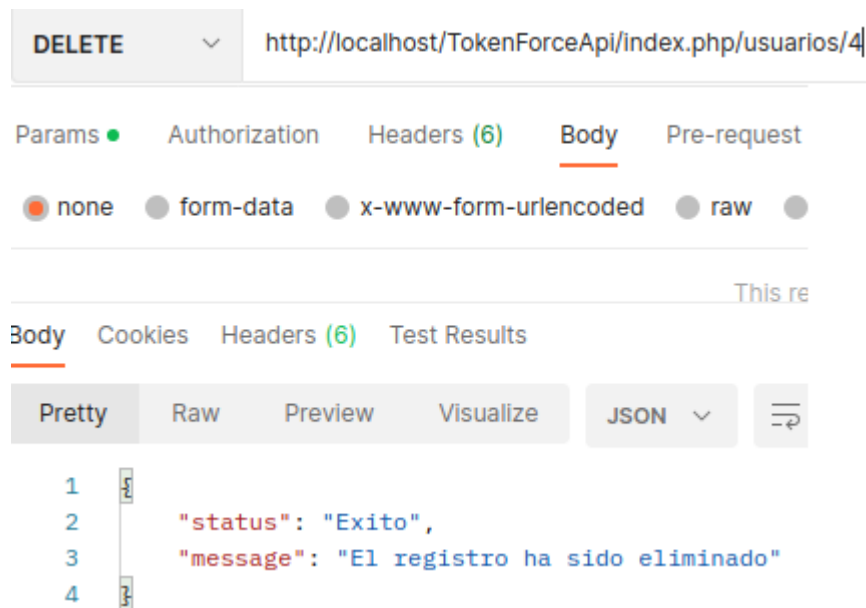 DELETE http://localhost/TokenForceApi/index.php/usuarios/4
Params Authorization Headers (6) Body Pre-request
none form-data x-www-form-urlencoded raw
This re
Body Cookies Headers (6) Test Results
Pretty Raw Preview Visualize JSON
1 {
2 "status": "Exito",
3 "message": "El registro ha sido eliminado"
4 }